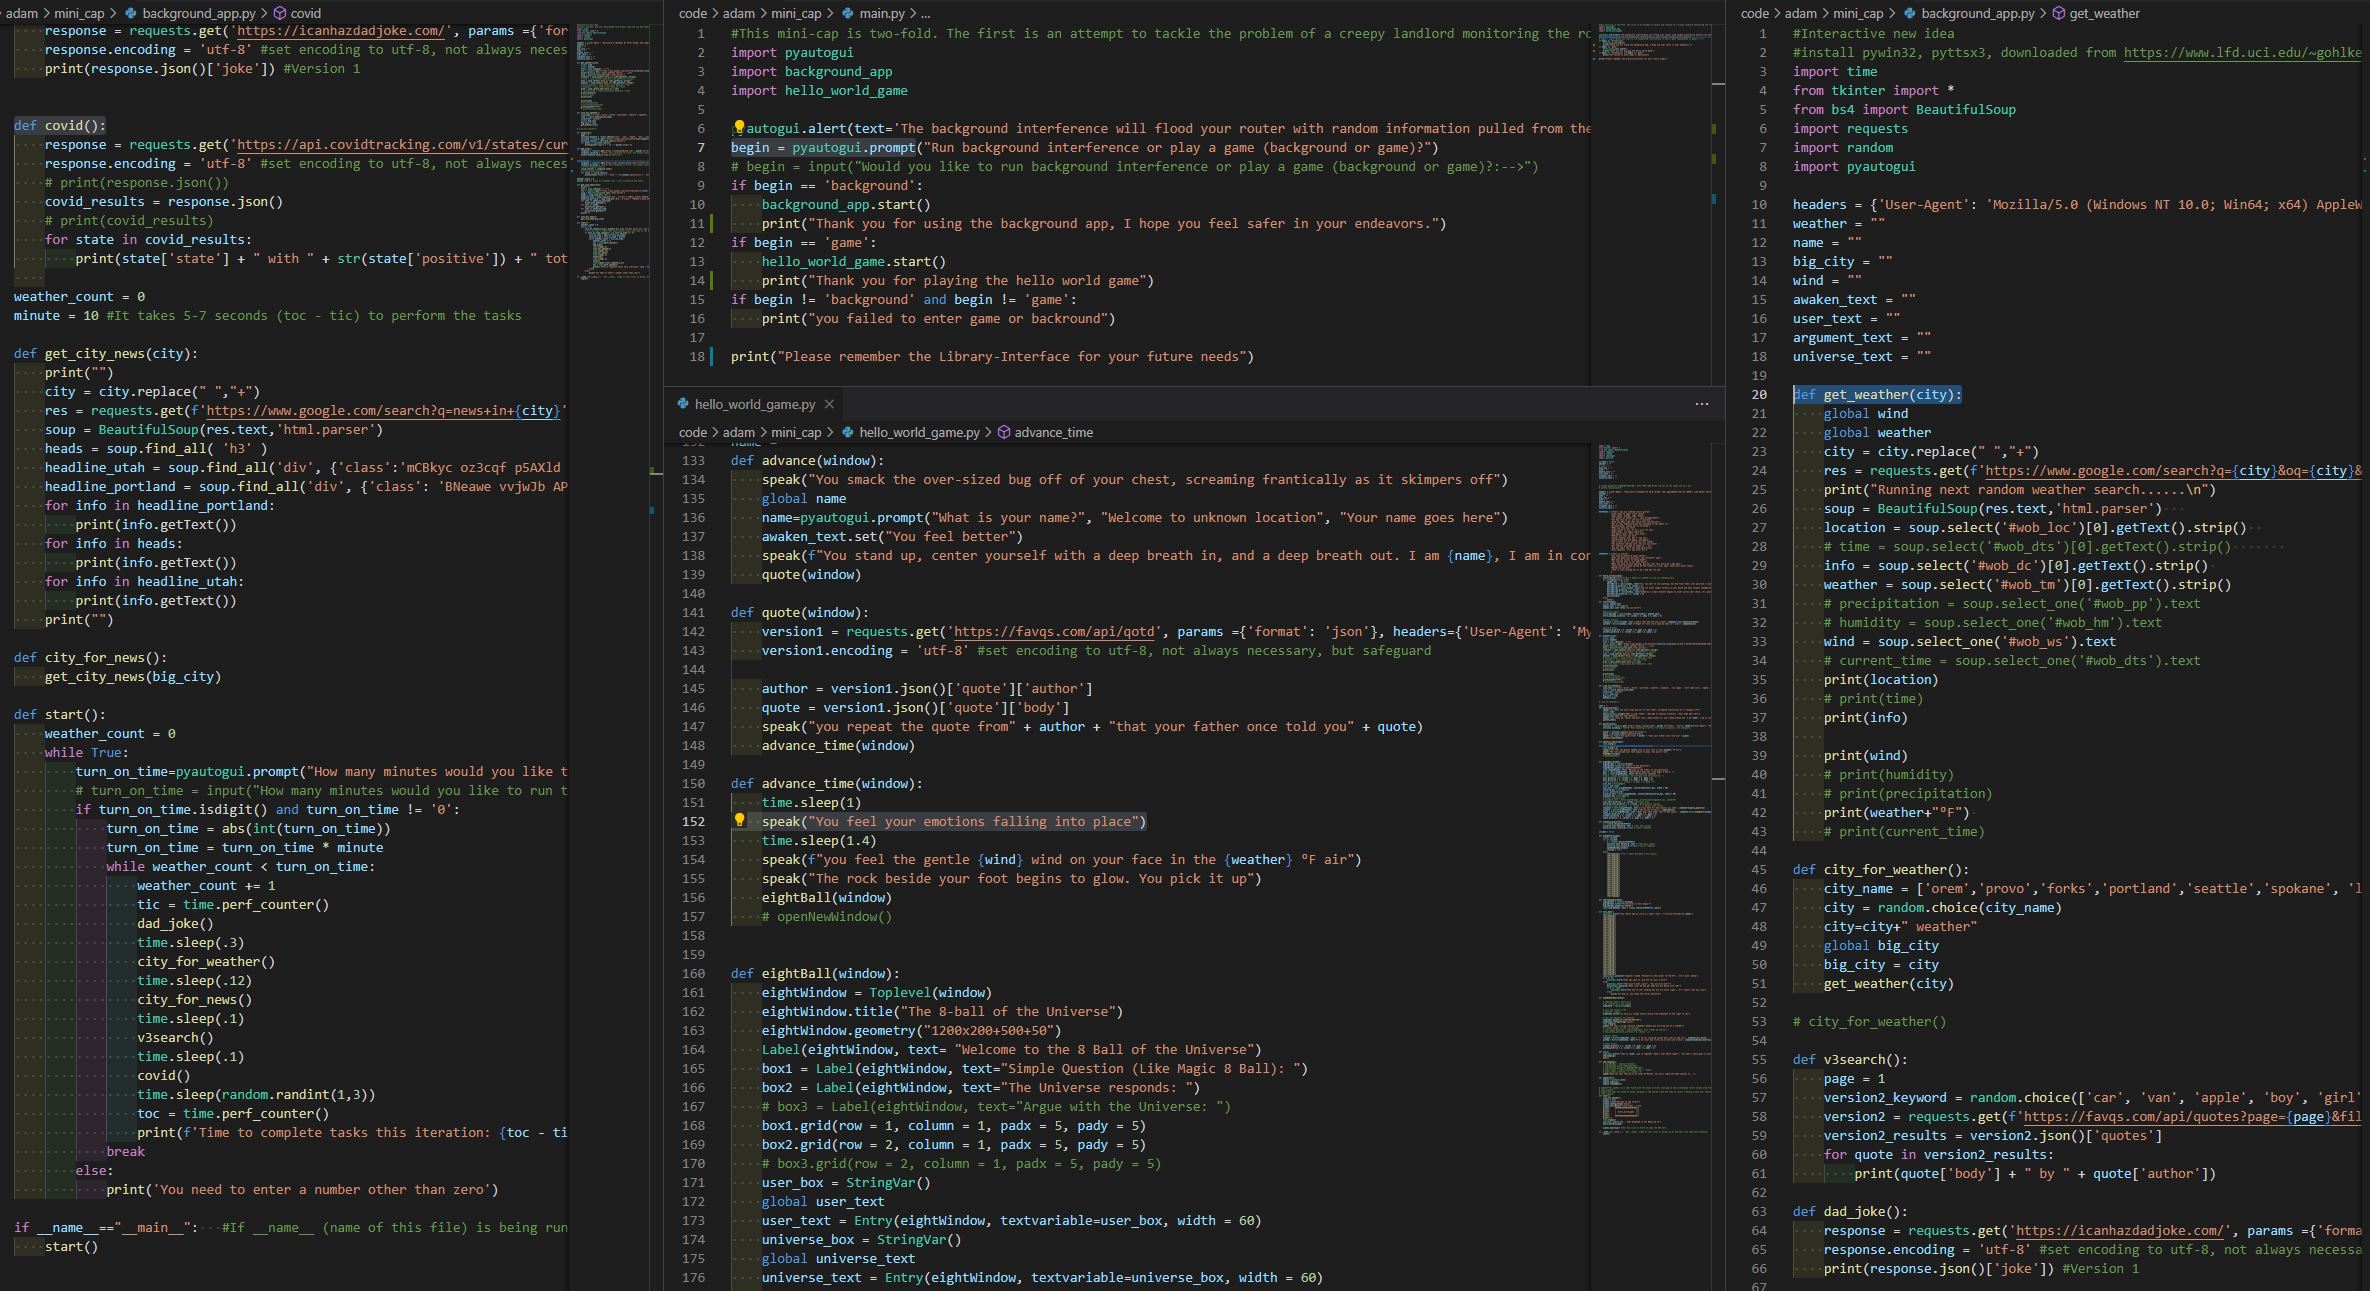 adam > mini_cap > background_app.py > covid
response = requests.get('https://icanhazdadjoke.com/', params ={'for
response.encoding = 'utf-8' #set encoding to utf-8, not always neces
print(response.json()['joke']) #Version 1
def covid():
response = requests.get('https://api.covidtracking.com/v1/states/cur
response.encoding = 'utf-8' #set encoding to utf-8, not always neces
# print(response.json())
covid_results = response.json()
# print(covid_results)
for state in covid_results:
print(state['state'] + " with " + str(state['positive']) + " tot
weather_count = 0
minute = 10 #It takes 5-7 seconds (toc - tic) to perform the tasks
def get_city_news(city):
print("")
city = city.replace(" ","+")
res = requests.get(f'https://www.google.com/search?q=news+in+{city}'
soup = BeautifulSoup(res.text,'html.parser')
heads = soup.find_all( 'h3' )
headline_utah = soup.find_all('div', {'class':'mCBkyc oz3cqf p5AXld
headline_portland = soup.find_all('div', {'class': 'BNeawe vvjwJb AP
for info in headline_portland:
print(info.getText())
for info in heads:
print(info.getText())
for info in headline_utah:
print(info.getText())
print("")
def city_for_news():
get_city_news(big_city)
def start():
weather_count = 0
while True:
turn_on_time=pyautogui.prompt("How many minutes would you like t
# turn_on_time = input("How many minutes would you like to run t
if turn_on_time.isdigit() and turn_on_time != '0':
turn_on_time = abs(int(turn_on_time))
turn_on_time = turn_on_time * minute
while weather_count < turn_on_time:
weather_count += 1
tic = time.perf_counter()
dad_joke()
time.sleep(.3)
city_for_weather()
time.sleep(.12)
city_for_news()
time.sleep(.1)
v3search()
time.sleep(.1)
covid()
time.sleep(random.randint(1,3))
toc = time.perf_counter()
print(f'Time to complete tasks this iteration: {toc - ti
break
else:
print('You need to enter a number other than zero')
if __name__=="__main__": #If __name__ (name of this file) is being run
start()
code > adam > mini_cap > main.py > ...
1 #This mini-cap is two-fold. The first is an attempt to tackle the problem of a creepy landlord monitoring the ro
2 import pyautogui
3 import background_app
4 import hello_world_game
5
6 autogui.alert(text='The background interference will flood your router with random information pulled from the
7 begin = pyautogui.prompt("Run background interference or play a game (background or game)?")
8 # begin = input("Would you like to run background interference or play a game (background or game)?:-->")
9 if begin == 'background':
10 background_app.start()
11 print("Thank you for using the background app, I hope you feel safer in your endeavors.")
12 if begin == 'game':
13 hello_world_game.start()
14 print("Thank you for playing the hello world game")
15 if begin != 'background' and begin != 'game':
16 print("you failed to enter game or backround")
17
18 print("Please remember the Library-Interface for your future needs")
hello_world_game.py
code > adam > mini_cap > hello_world_game.py > advance_time
133 def advance(window):
134 speak("You smack the over-sized bug off of your chest, screaming frantically as it skimpers off")
135 global name
136 name=pyautogui.prompt("What is your name?", "Welcome to unknown location", "Your name goes here")
137 awaken_text.set("You feel better")
138 speak(f"You stand up, center yourself with a deep breath in, and a deep breath out. I am {name}, I am in cor
139 quote(window)
140
141 def quote(window):
142 version1 = requests.get('https://favqs.com/api/qotd', params ={'format': 'json'}, headers={'User-Agent': 'My
143 version1.encoding = 'utf-8' #set encoding to utf-8, not always necessary, but safeguard
144
145 author = version1.json()['quote']['author']
146 quote = version1.json()['quote']['body']
147 speak("you repeat the quote from" + author + "that your father once told you" + quote)
148 advance_time(window)
149
150 def advance_time(window):
151 time.sleep(1)
152 speak("You feel your emotions falling into place")
153 time.sleep(1.4)
154 speak(f"you feel the gentle {wind} wind on your face in the {weather} °F air")
155 speak("The rock beside your foot begins to glow. You pick it up")
156 eightBall(window)
157 # openNewWindow()
158
159
160 def eightBall(window):
161 eightWindow = Toplevel(window)
162 eightWindow.title("The 8-ball of the Universe")
163 eightWindow.geometry("1200x200+500+50")
164 Label(eightWindow, text= "Welcome to the 8 Ball of the Universe")
165 box1 = Label(eightWindow, text="Simple Question (Like Magic 8 Ball): ")
166 box2 = Label(eightWindow, text="The Universe responds: ")
167 # box3 = Label(eightWindow, text="Argue with the Universe: ")
168 box1.grid(row = 1, column = 1, padx = 5, pady = 5)
169 box2.grid(row = 2, column = 1, padx = 5, pady = 5)
170 # box3.grid(row = 2, column = 1, padx = 5, pady = 5)
171 user_box = StringVar()
172 global user_text
173 user_text = Entry(eightWindow, textvariable=user_box, width = 60)
174 universe_box = StringVar()
175 global universe_text
176 universe_text = Entry(eightWindow, textvariable=universe_box, width = 60)
code > adam > mini_cap > background_app.py > get_weather
1 #Interactive new idea
2 #install pywin32, pyttsx3, downloaded from https://www.lfd.uci.edu/~gohlke
3 import time
4 from tkinter import *
5 from bs4 import BeautifulSoup
6 import requests
7 import random
8 import pyautogui
9
10 headers = {'User-Agent': 'Mozilla/5.0 (Windows NT 10.0; Win64; x64) AppleW
11 weather = ""
12 name = ""
13 big_city = ""
14 wind = ""
15 awaken_text = ""
16 user_text = ""
17 argument_text = ""
18 universe_text = ""
19
20 def get_weather(city):
21 global wind
22 global weather
23 city = city.replace(" ","+")
24 res = requests.get(f'https://www.google.com/search?q={city}&oq={city}&
25 print("Running next random weather search......\n")
26 soup = BeautifulSoup(res.text,'html.parser')
27 location = soup.select('#wob_loc')[0].getText().strip()
28 # time = soup.select('#wob_dts')[0].getText().strip()
29 info = soup.select('#wob_dc')[0].getText().strip()
30 weather = soup.select('#wob_tm')[0].getText().strip()
31 # precipitation = soup.select_one('#wob_pp').text
32 # humidity = soup.select_one('#wob_hm').text
33 wind = soup.select_one('#wob_ws').text
34 # current_time = soup.select_one('#wob_dts').text
35 print(location)
36 # print(time)
37 print(info)
38
39 print(wind)
40 # print(humidity)
41 # print(precipitation)
42 print(weather+"°F")
43 # print(current_time)
44
45 def city_for_weather():
46 city_name = ['orem','provo','forks','portland','seattle','spokane', 'l
47 city = random.choice(city_name)
48 city=city+" weather"
49 global big_city
50 big_city = city
51 get_weather(city)
52
53 # city_for_weather()
54
55 def v3search():
56 page = 1
57 version2_keyword = random.choice(['car', 'van', 'apple', 'boy', 'girl'
58 version2 = requests.get(f'https://favqs.com/api/quotes?page={page}&fil
59 version2_results = version2.json()['quotes']
60 for quote in version2_results:
61 print(quote['body'] + " by " + quote['author'])
62
63 def dad_joke():
64 response = requests.get('https://icanhazdadjoke.com/', params ={'forma
65 response.encoding = 'utf-8' #set encoding to utf-8, not always necessa
66 print(response.json()['joke']) #Version 1
67